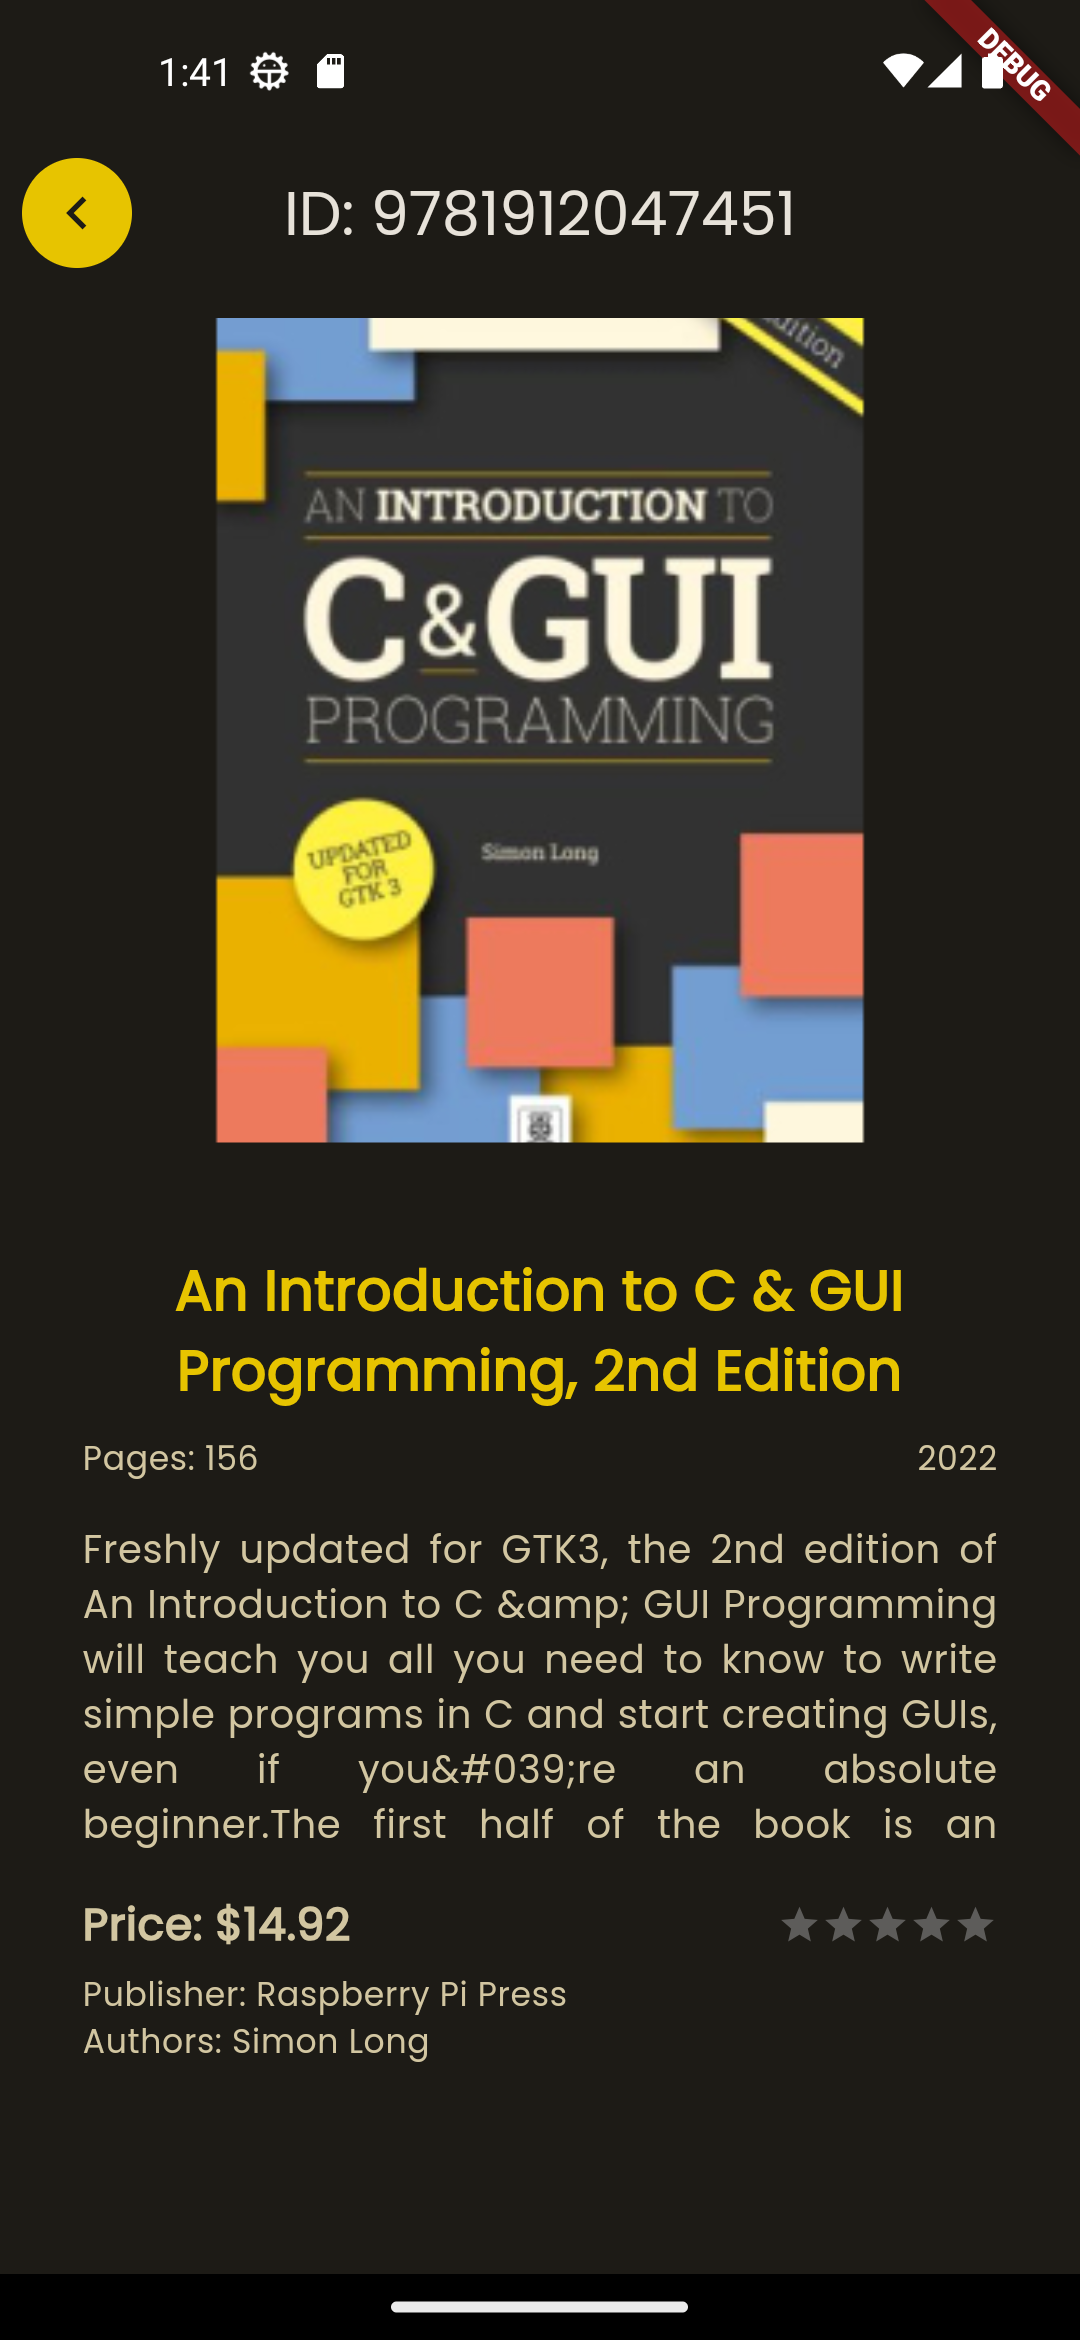 1:41
DEBUG
ID: 9781912047451
AN INTRODUCTION TO
C & GUI
PROGRAMMING
UPDATED
FOR
GTK 3
Simon Long
An Introduction to C & GUI
Programming, 2nd Edition
Pages: 156
2022
Freshly updated for GTK3, the 2nd edition of
An Introduction to C &amp; GUI Programming
will teach you all you need to know to write
simple programs in C and start creating GUIs,
even if you&#039;re an absolute
beginner.The first half of the book is an
Price: $14.92
Publisher: Raspberry Pi Press
Authors: Simon Long